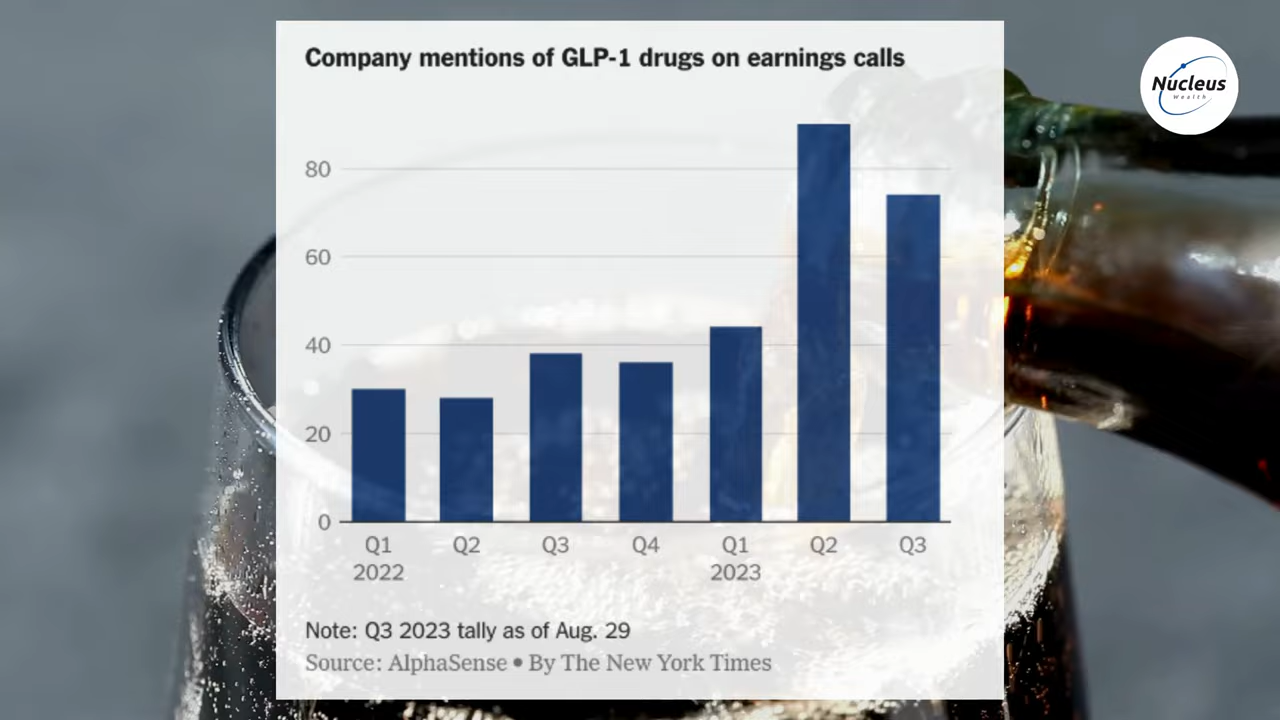 Company mentions of GLP-1 drugs on earnings calls
Nucleus
Wealth
80
60
40
20
0
Q1 Q2 Q3 Q4 Q1 Q2 Q3
2022 2023
Note: Q3 2023 tally as of Aug. 29
Source: AlphaSense • By The New York Times